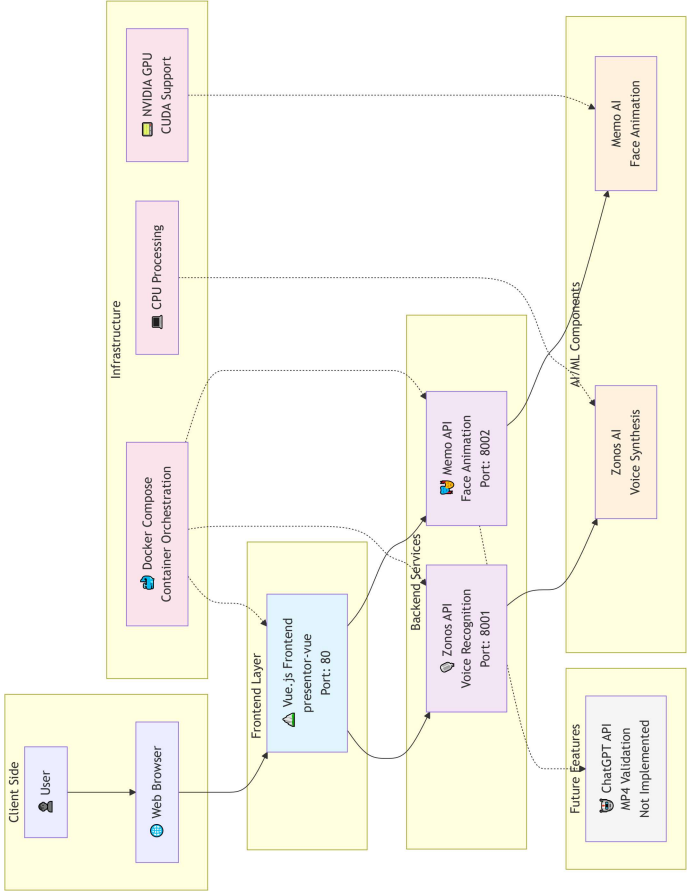 Client Side
User
Web Browser
Infrastructure
Docker Compose
Container Orchestration
CPU Processing
NVIDIA GPU
CUDA Support
Frontend Layer
Vue.js Frontend
presentor-vue
Port: 80
Backend Services
Zonos API
Voice Recognition
Port: 8001
Memo API
Face Animation
Port: 8002
Future Features
ChatGPT API
MP4 Validation
Not Implemented
AI/ML Components
Zonos AI
Voice Synthesis
Memo AI
Face Animation